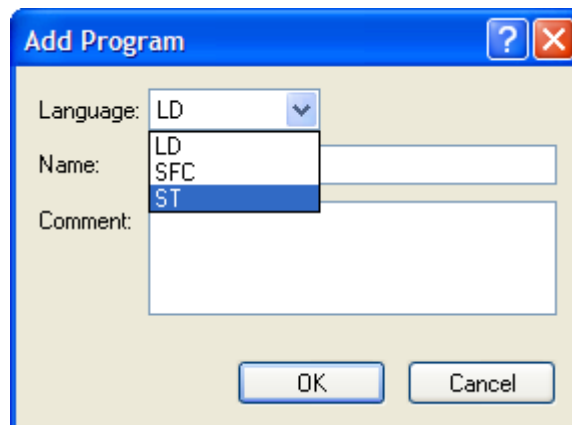 Add Program
Language: LD
LD
Name:
SFC
ST
Comment:
OK Cancel